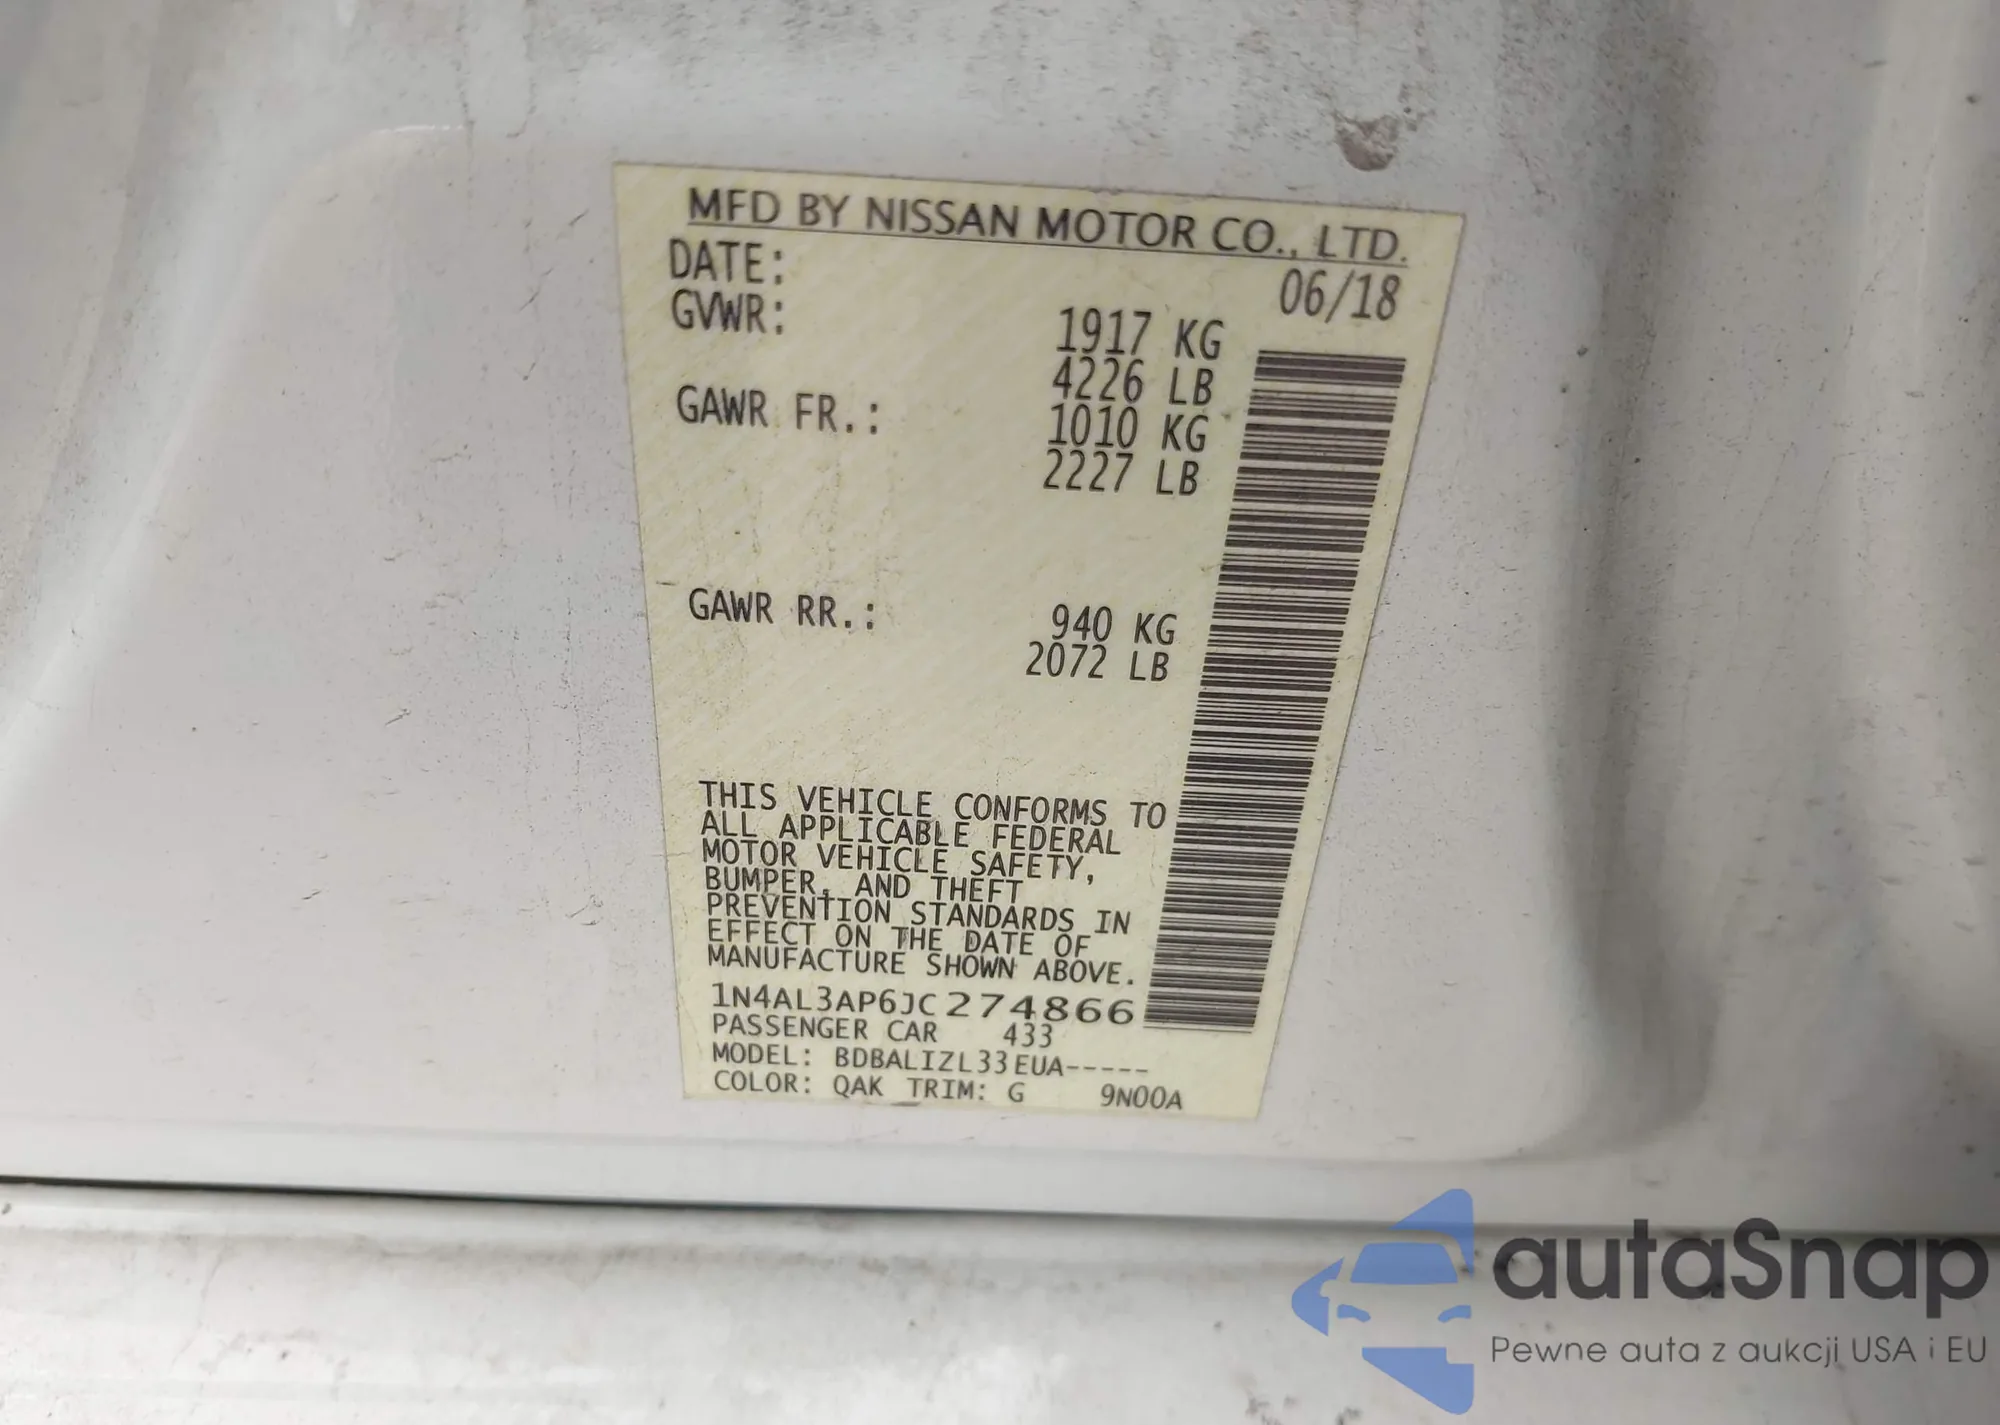 MFD BY NISSAN MOTOR CO., LTD.
DATE: 06/18
GVWR: 1917 KG
4226 LB
GAWR FR.: 1010 KG
2227 LB
GAWR RR.: 940 KG
2072 LB
THIS VEHICLE CONFORMS TO
ALL APPLICABLE FEDERAL
MOTOR VEHICLE SAFETY,
BUMPER, AND THEFT
PREVENTION STANDARDS IN
EFFECT ON THE DATE OF
MANUFACTURE SHOWN ABOVE.
1N4AL3AP6JC274866
PASSENGER CAR 433
MODEL: BDBALIZL33EUA-----
COLOR: QAK TRIM: G 9N00A
autaSnap
Pewne auta z aukcji USA i EU